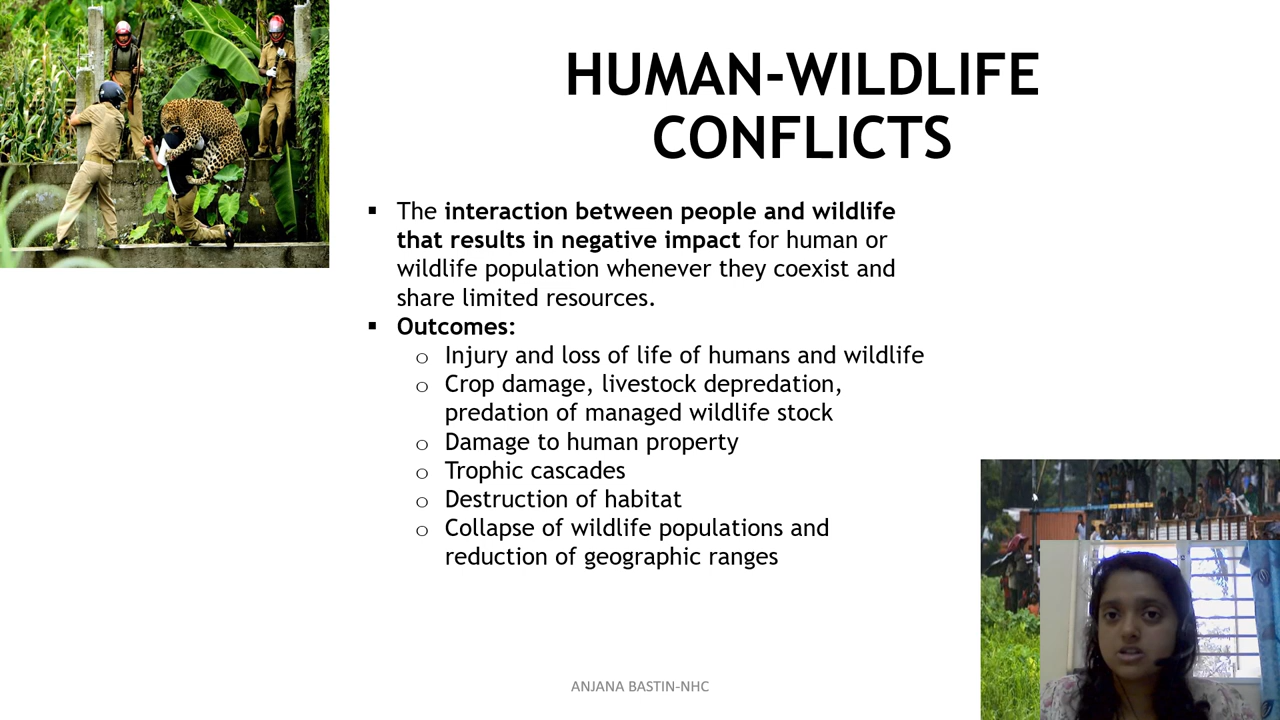 HUMAN-WILDLIFE
CONFLICTS
▪ The interaction between people and wildlife
that results in negative impact for human or
wildlife population whenever they coexist and
share limited resources.
▪ Outcomes:
o Injury and loss of life of humans and wildlife
o Crop damage, livestock depredation,
predation of managed wildlife stock
o Damage to human property
o Trophic cascades
o Destruction of habitat
o Collapse of wildlife populations and
reduction of geographic ranges
ANJANA BASTIN-NHC